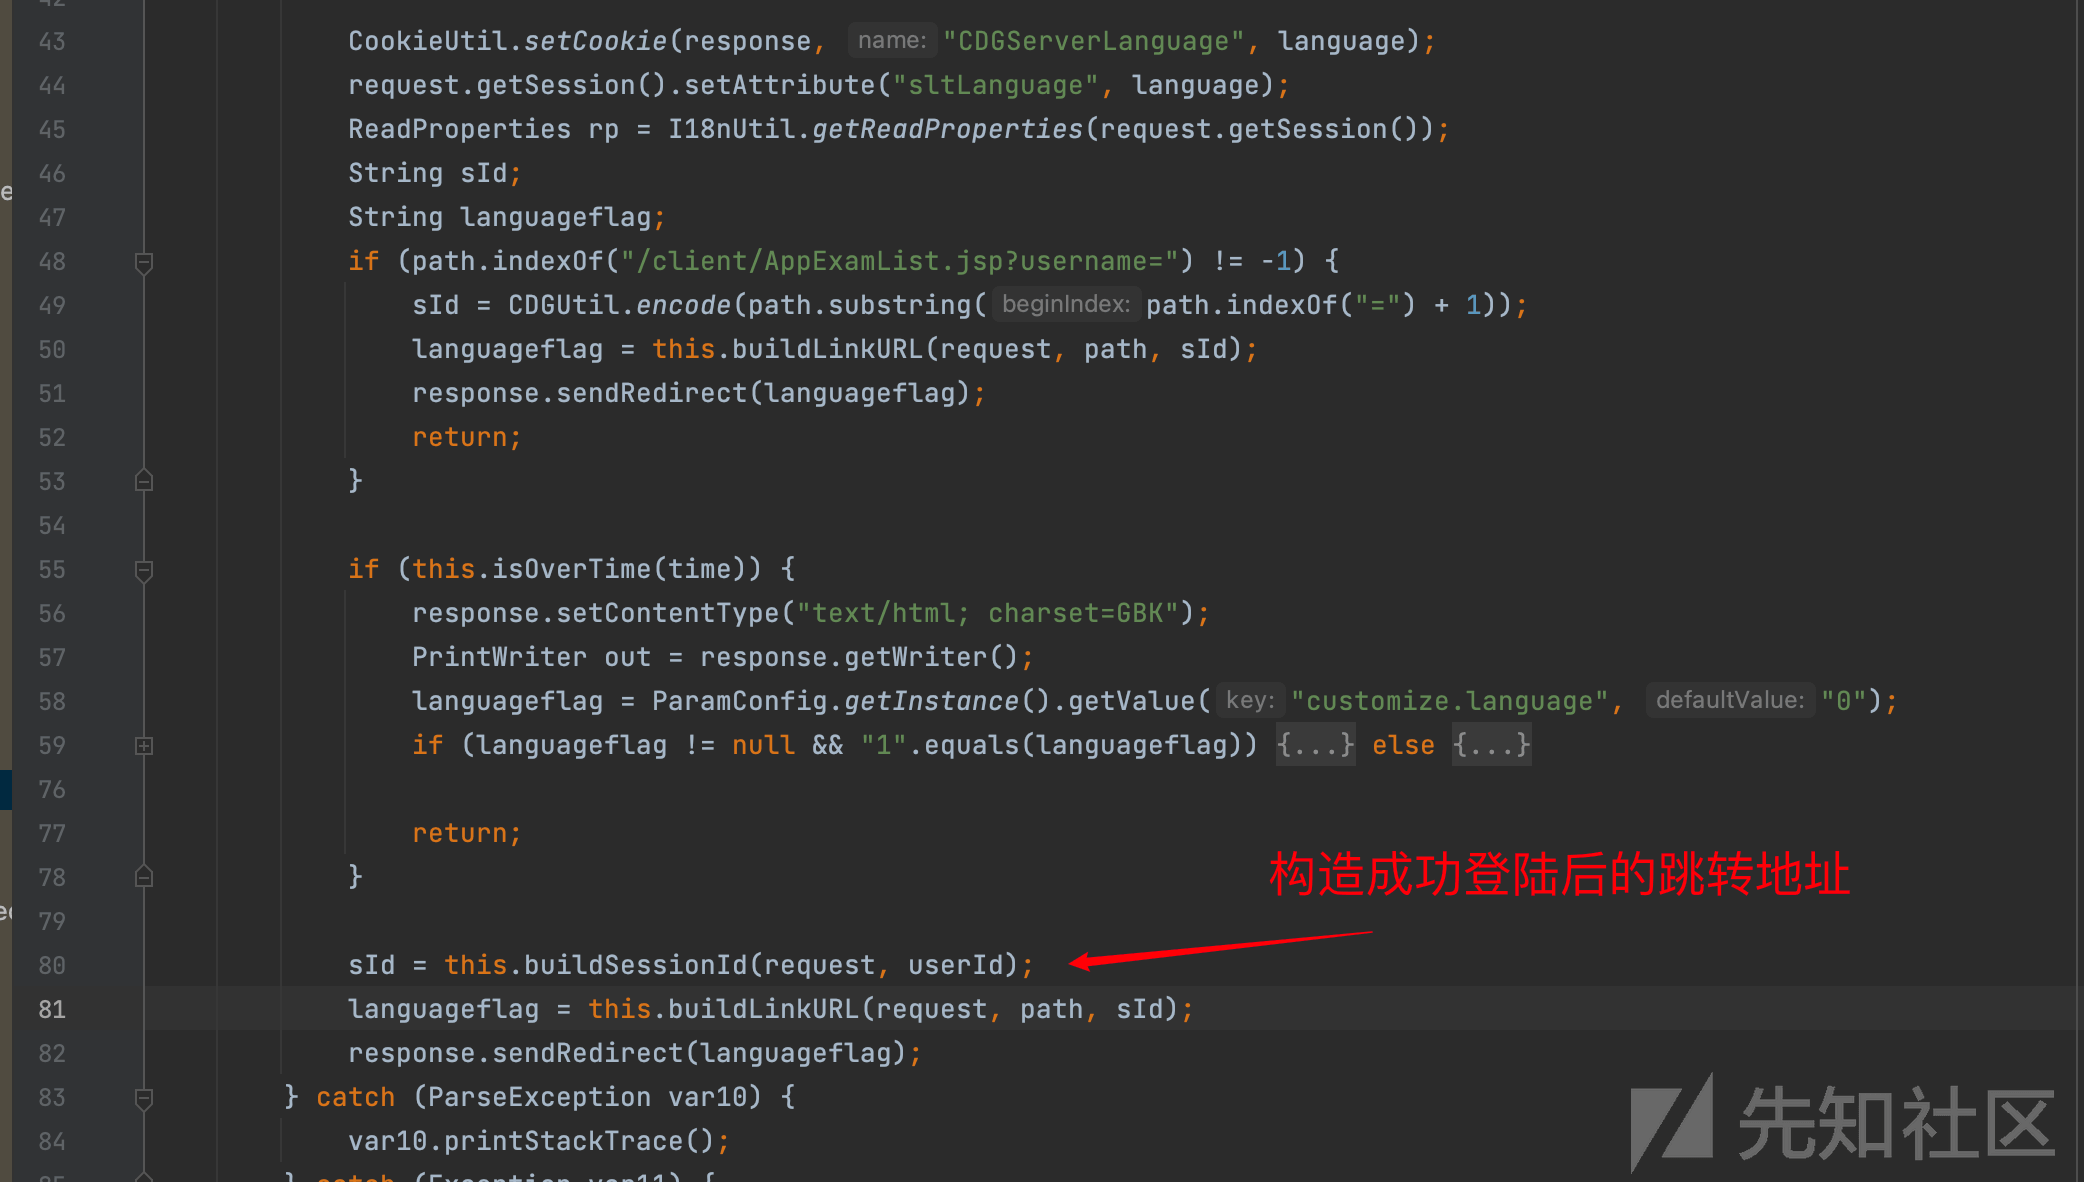 42
43 CookieUtil.setCookie(response, name: "CDGServerLanguage", language);
44 request.getSession().setAttribute("sltLanguage", language);
45 ReadProperties rp = I18nUtil.getReadProperties(request.getSession());
46 String sId;
47 String languageflag;
48 if (path.indexOf("/client/AppExamList.jsp?username=") != -1) {
49 sId = CDGUtil.encode(path.substring( beginIndex: path.indexOf("=") + 1));
50 languageflag = this.buildLinkURL(request, path, sId);
51 response.sendRedirect(languageflag);
52 return;
53 }
54
55 if (this.isOverTime(time)) {
56 response.setContentType("text/html; charset=GBK");
57 PrintWriter out = response.getWriter();
58 languageflag = ParamConfig.getInstance().getValue( key: "customize.language", defaultValue: "0");
59 if (languageflag != null && "1".equals(languageflag)) {...} else {...}
76
77 return;
78 }
构造成功登陆后的跳转地址
79
80 sId = this.buildSessionId(request, userId);
81 languageflag = this.buildLinkURL(request, path, sId);
82 response.sendRedirect(languageflag);
83 } catch (ParseException var10) {
84 var10.printStackTrace();
85 } catch (Exception var11) {
先知社区